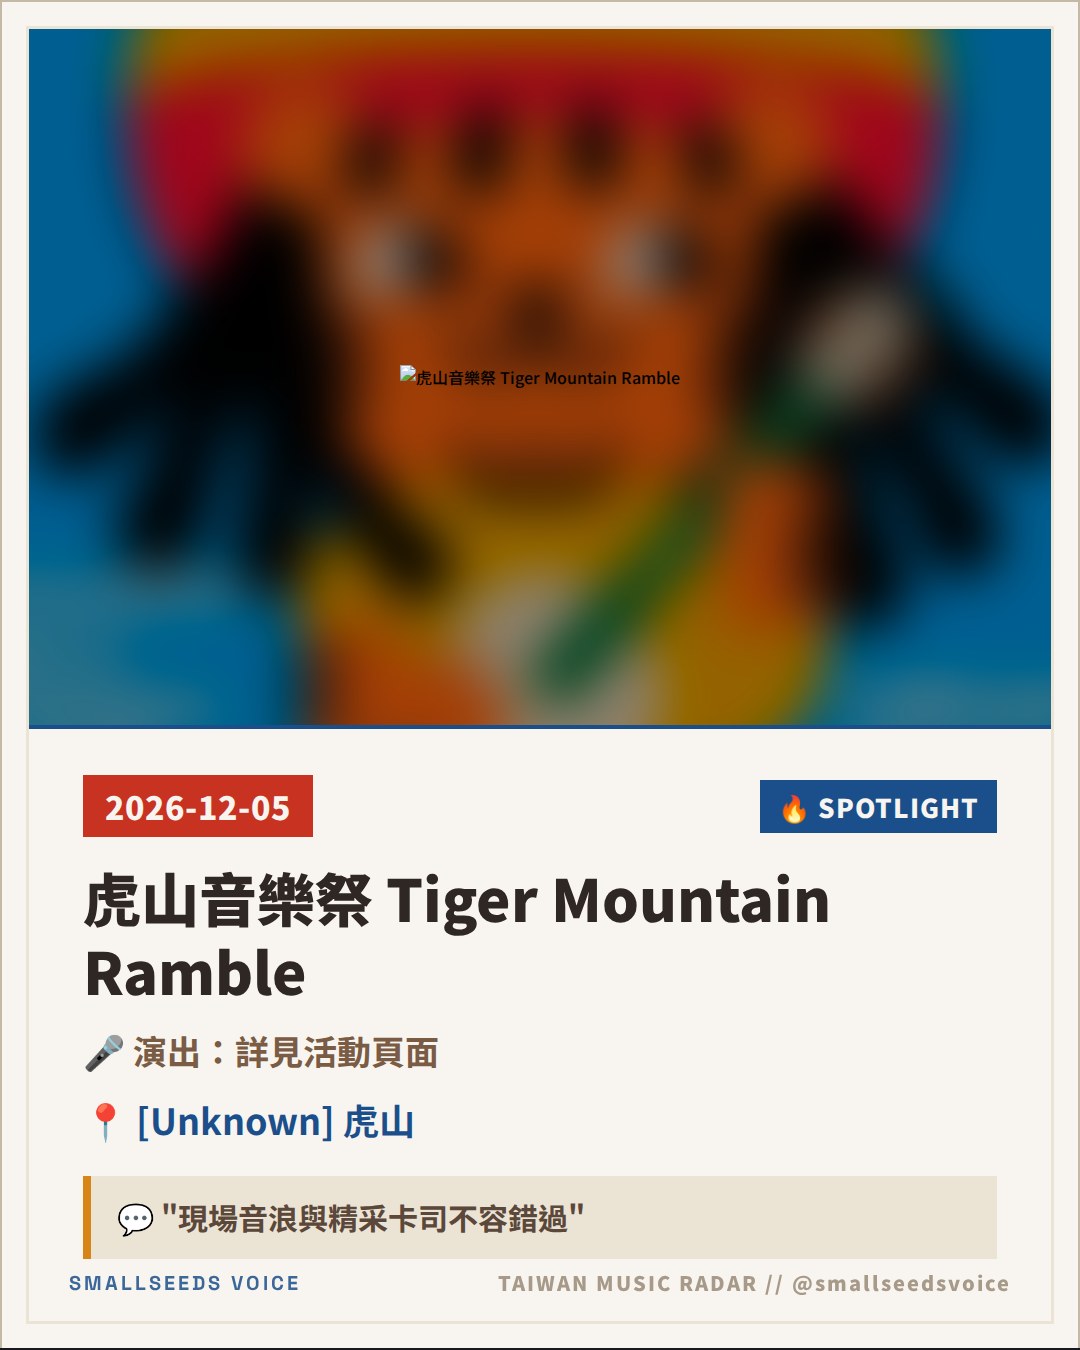 虎山音樂祭 Tiger Mountain Ramble
2026-12-05
🔥 SPOTLIGHT
虎山音樂祭 Tiger Mountain
Ramble
🎤 演出：詳見活動頁面
📍 [Unknown] 虎山
💬 "現場音浪與精采卡司不容錯過"
SMALLSEEDS VOICE
TAIWAN MUSIC RADAR // @smallseedsvoice